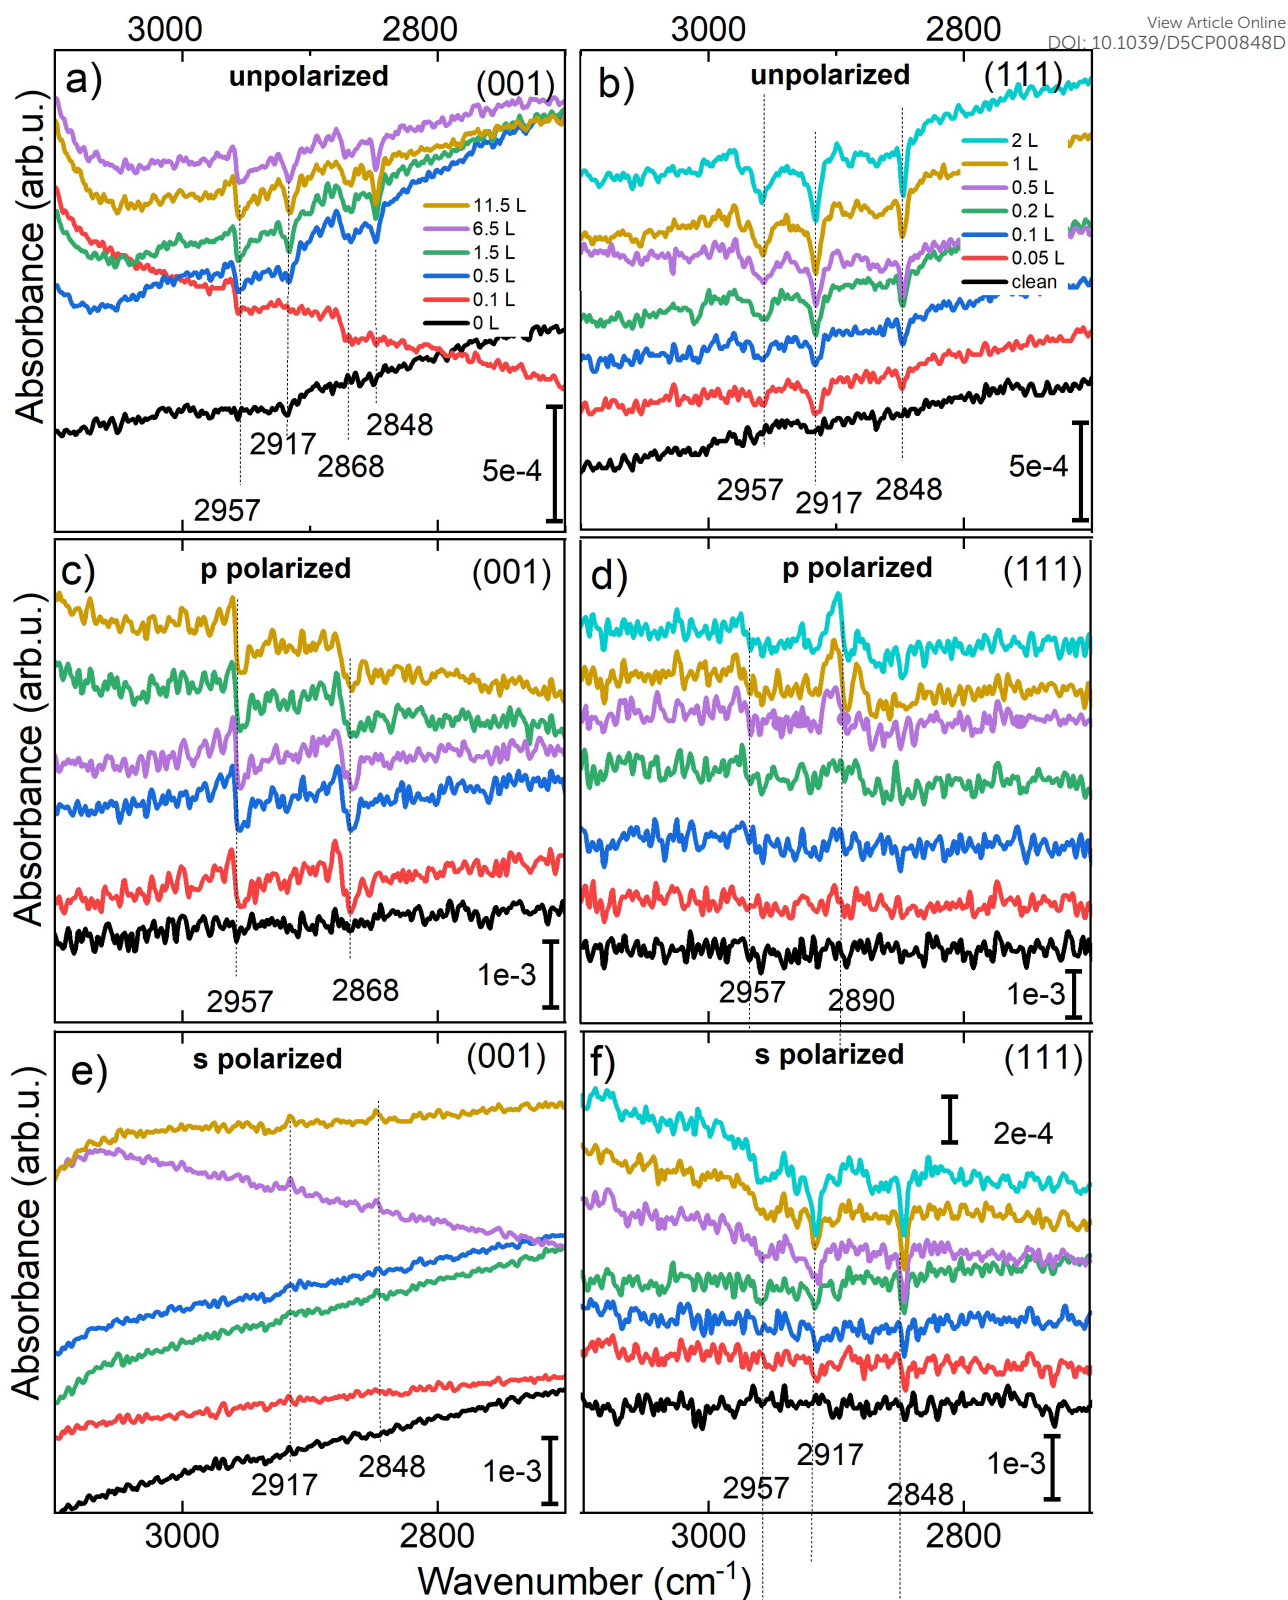 View Article Online
DOI: 10.1039/D5CP00848D
3000
2800
3000
2800
a)
unpolarized
(001)
11.5 L
6.5 L
1.5 L
0.5 L
0.1 L
0 L
2848
2917
2868
2957
5e-4
Absorbance (arb.u.)
b)
unpolarized
(111)
2 L
1 L
0.5 L
0.2 L
0.1 L
0.05 L
clean
2957
2917
2848
5e-4
c)
p polarized
(001)
2957
2868
1e-3
Absorbance (arb.u.)
d)
p polarized
(111)
2957
2890
1e-3
e)
s polarized
(001)
2917
2848
1e-3
Absorbance (arb.u.)
f)
s polarized
(111)
2e-4
2917
2957
2848
1e-3
3000
2800
3000
2800
Wavenumber (cm-1)